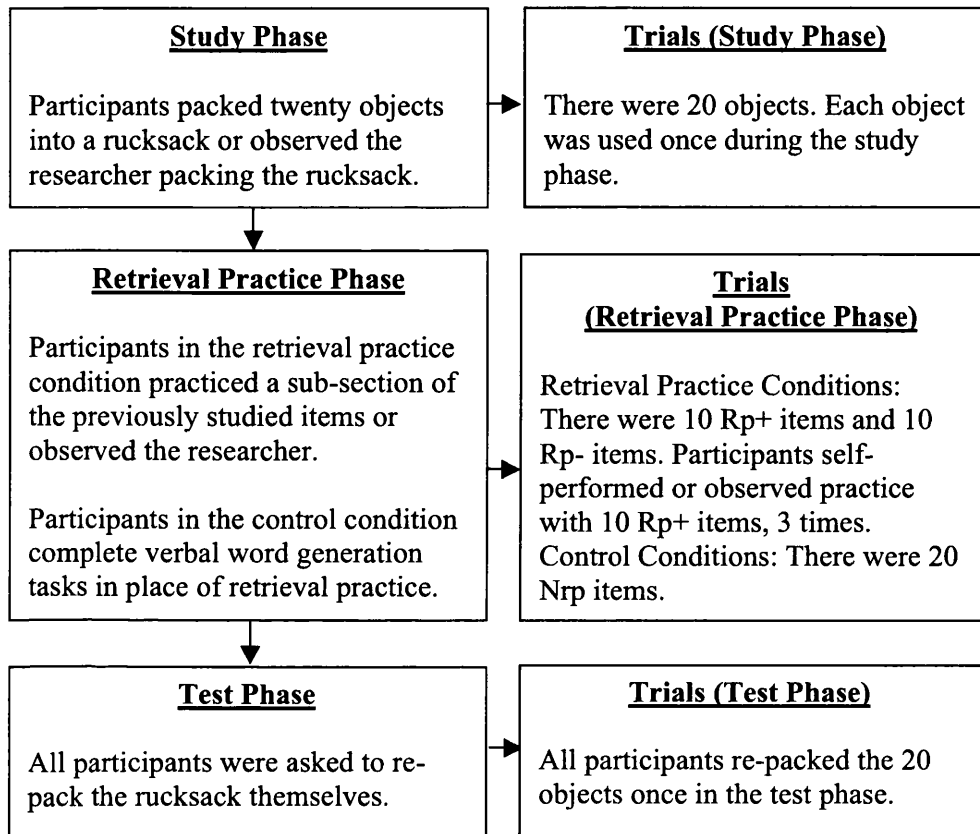 Study Phase
Participants packed twenty objects
into a rucksack or observed the
researcher packing the rucksack.
Trials (Study Phase)
There were 20 objects. Each object
was used once during the study
phase.
Retrieval Practice Phase
Participants in the retrieval practice
condition practiced a sub-section of
the previously studied items or
observed the researcher.
Participants in the control condition
complete verbal word generation
tasks in place of retrieval practice.
Trials
(Retrieval Practice Phase)
Retrieval Practice Conditions:
There were 10 Rp+ items and 10
Rp- items. Participants self-
performed or observed practice
with 10 Rp+ items, 3 times.
Control Conditions: There were 20
Nrp items.
Test Phase
All participants were asked to re-
pack the rucksack themselves.
Trials (Test Phase)
All participants re-packed the 20
objects once in the test phase.